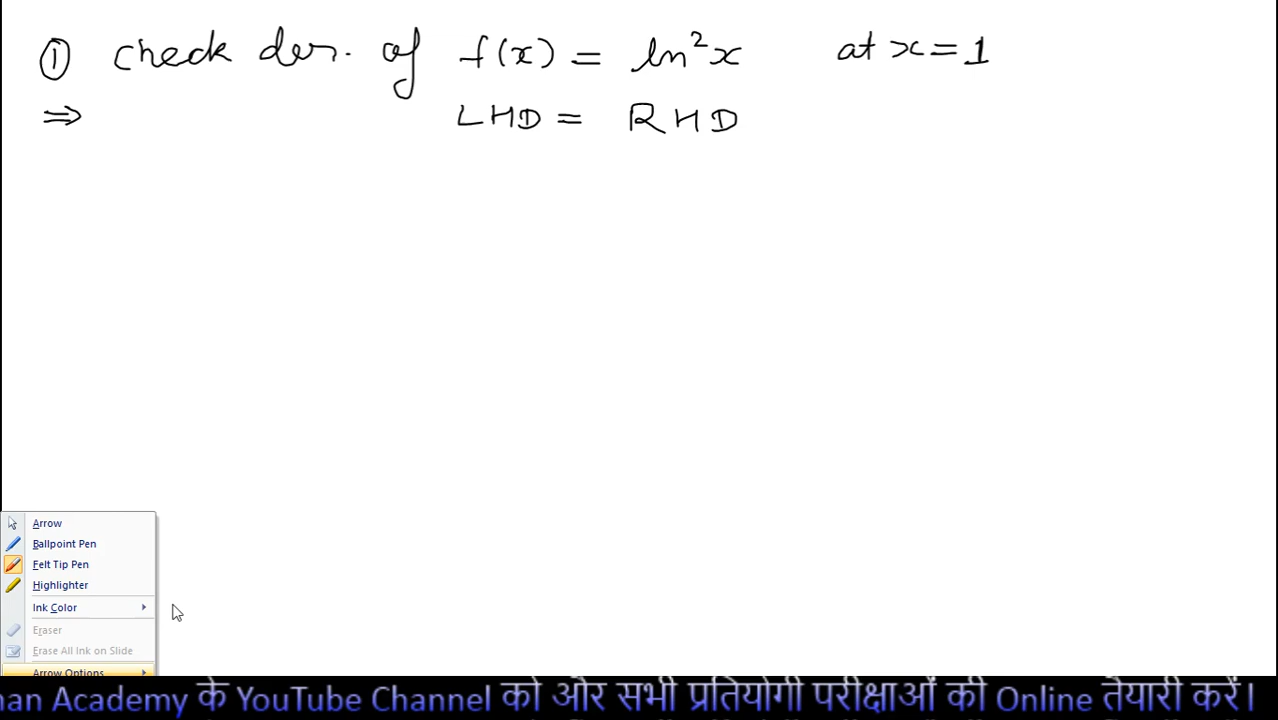 ① check der. of f(x) = ln²x at x=1
⇒ LHD = RHD
Arrow
Ballpoint Pen
Felt Tip Pen
Highlighter
Ink Color
Eraser
Erase All Ink on Slide
Arrow Options
han Academy के YouTube Channel को और सभी प्रतियोगी परीक्षाओं की Online तैयारी करें।